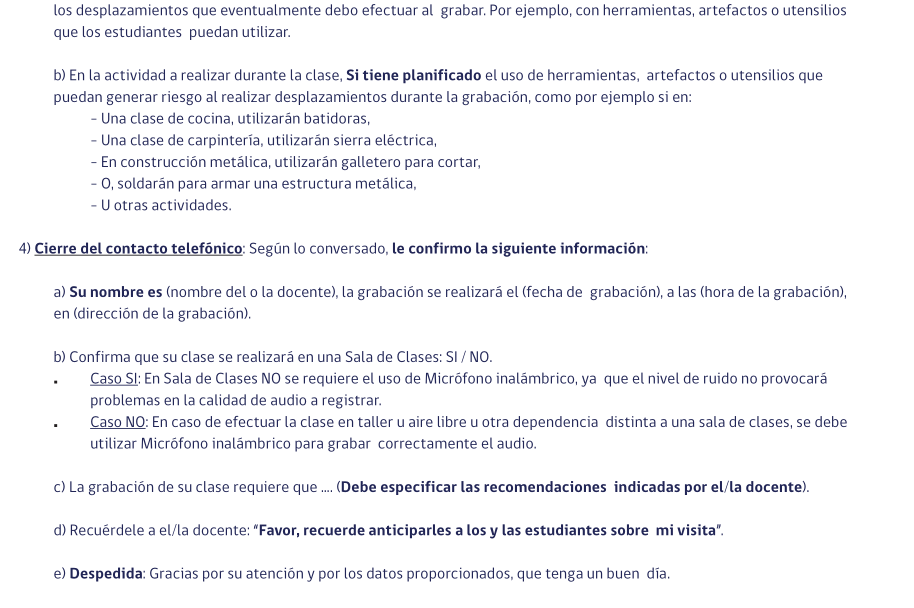 los desplazamientos que eventualmente debo efectuar al grabar. Por ejemplo, con herramientas, artefactos o utensilios
que los estudiantes puedan utilizar.
b) En la actividad a realizar durante la clase, Si tiene planificado el uso de herramientas, artefactos o utensilios que
puedan generar riesgo al realizar desplazamientos durante la grabación, como por ejemplo si en:
– Una clase de cocina, utilizarán batidoras,
– Una clase de carpintería, utilizarán sierra eléctrica,
– En construcción metálica, utilizarán galletero para cortar,
– O, soldarán para armar una estructura metálica,
– U otras actividades.
4) Cierre del contacto telefónico: Según lo conversado, le confirmo la siguiente información:
a) Su nombre es (nombre del o la docente), la grabación se realizará el (fecha de grabación), a las (hora de la grabación),
en (dirección de la grabación).
b) Confirma que su clase se realizará en una Sala de Clases: SI / NO.
▪ Caso SI: En Sala de Clases NO se requiere el uso de Micrófono inalámbrico, ya que el nivel de ruido no provocará
problemas en la calidad de audio a registrar.
▪ Caso NO: En caso de efectuar la clase en taller u aire libre u otra dependencia distinta a una sala de clases, se debe
utilizar Micrófono inalámbrico para grabar correctamente el audio.
c) La grabación de su clase requiere que .... (Debe especificar las recomendaciones indicadas por el/la docente).
d) Recuérdele a el/la docente: “Favor, recuerde anticiparles a los y las estudiantes sobre mi visita”.
e) Despedida: Gracias por su atención y por los datos proporcionados, que tenga un buen día.